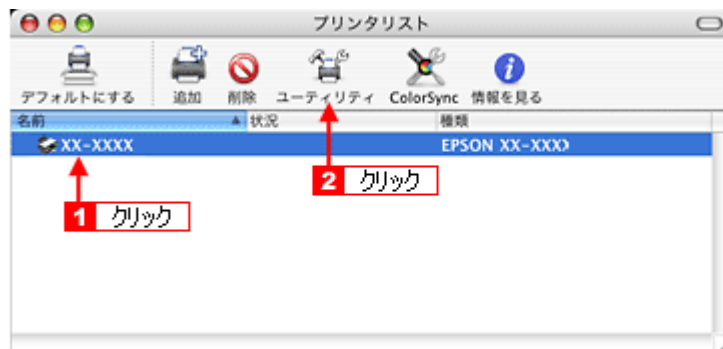 プリンタリスト
デフォルトにする 追加 削除 ユーティリティ ColorSync 情報を見る
名前 状況 種類
XX-XXXX EPSON XX-XXX
2 クリック
1 クリック